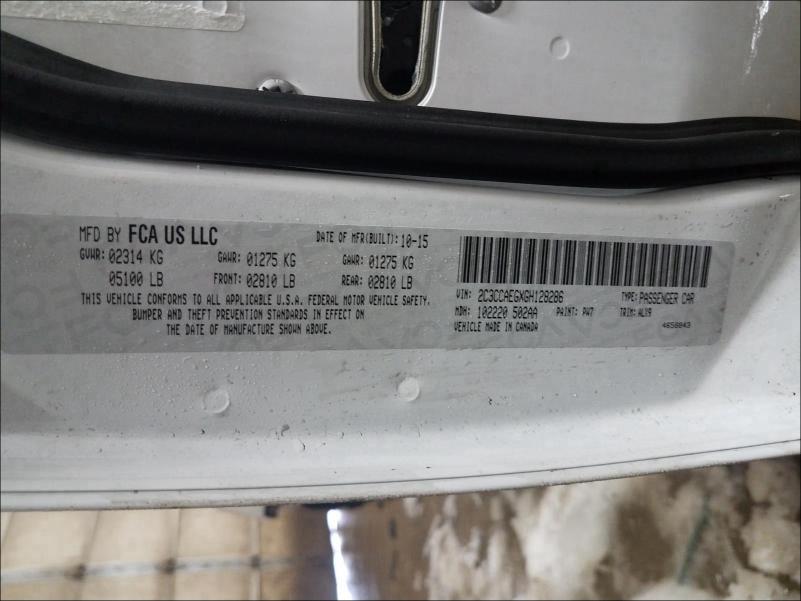 MFD BY FCA US LLC
DATE OF MFR(BUILT): 10-15
GVWR: 02314 KG GAWR: 01275 KG GAWR: 01275 KG
05100 LB FRONT: 02810 LB REAR: 02810 LB
THIS VEHICLE CONFORMS TO ALL APPLICABLE U.S.A. FEDERAL MOTOR VEHICLE SAFETY,
BUMPER AND THEFT PREVENTION STANDARDS IN EFFECT ON
THE DATE OF MANUFACTURE SHOWN ABOVE.
VIN: 2C3CCAEGXGH128286 TYPE: PASSENGER CAR
MDH: 102220 502AA PAINT: PW7 TRIM: ALX9
VEHICLE MADE IN CANADA